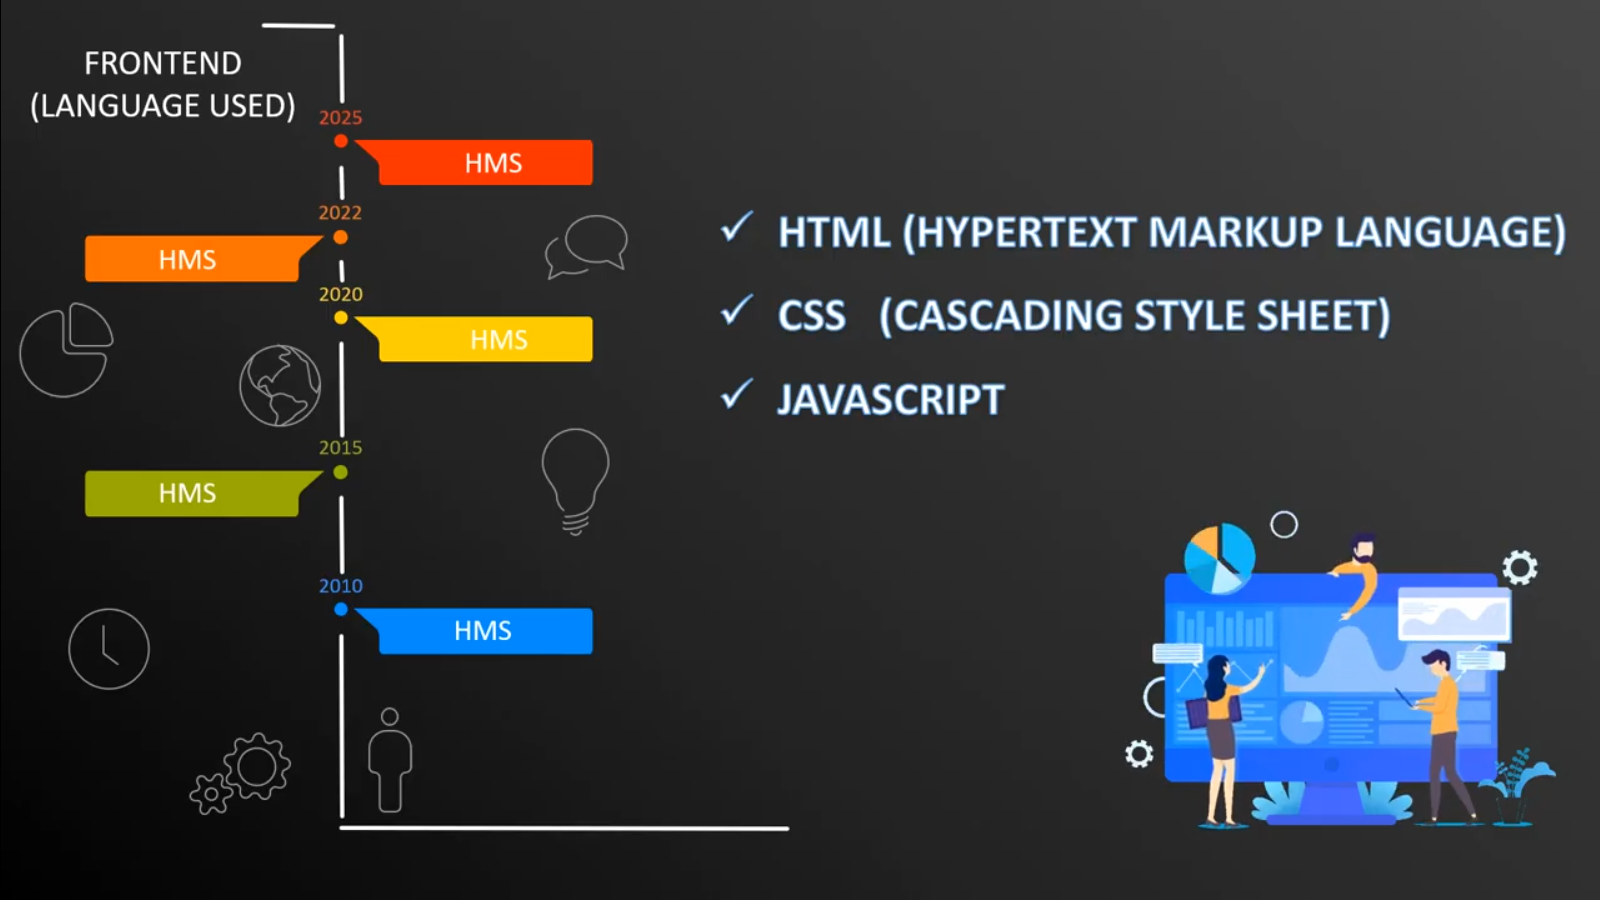 FRONTEND
(LANGUAGE USED)
2025
HMS
2022
HMS
2020
HMS
2015
HMS
2010
HMS
HTML (HYPERTEXT MARKUP LANGUAGE)
CSS (CASCADING STYLE SHEET)
JAVASCRIPT